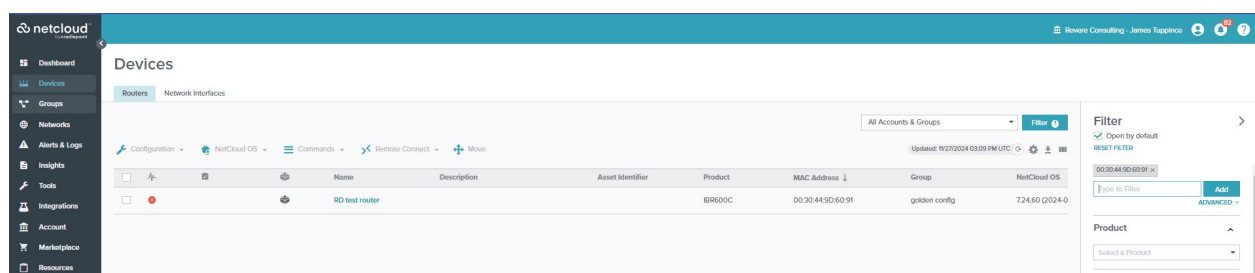 netcloud
by cradlepoint
Revere Consulting - James Tuppince
82
?
Dashboard
Devices
Groups
Networks
Alerts & Logs
Insights
Tools
Integrations
Account
Marketplace
Resources
Devices
Routers Network Interfaces
All Accounts & Groups Filter 1
Configuration NetCloud OS Commands Remote Connect Move
Updated: 11/27/2024 03:09 PM UTC
Name Description Asset Identifier Product MAC Address ↓ Group NetCloud OS
RD test router IBR600C 00:30:44:9D:60:91 golden config 7.24.60 (2024-0
Filter
Open by default
RESET FILTER
00:30:44:9D:60:91 ×
Type to Filter Add
ADVANCED
Product
Select a Product